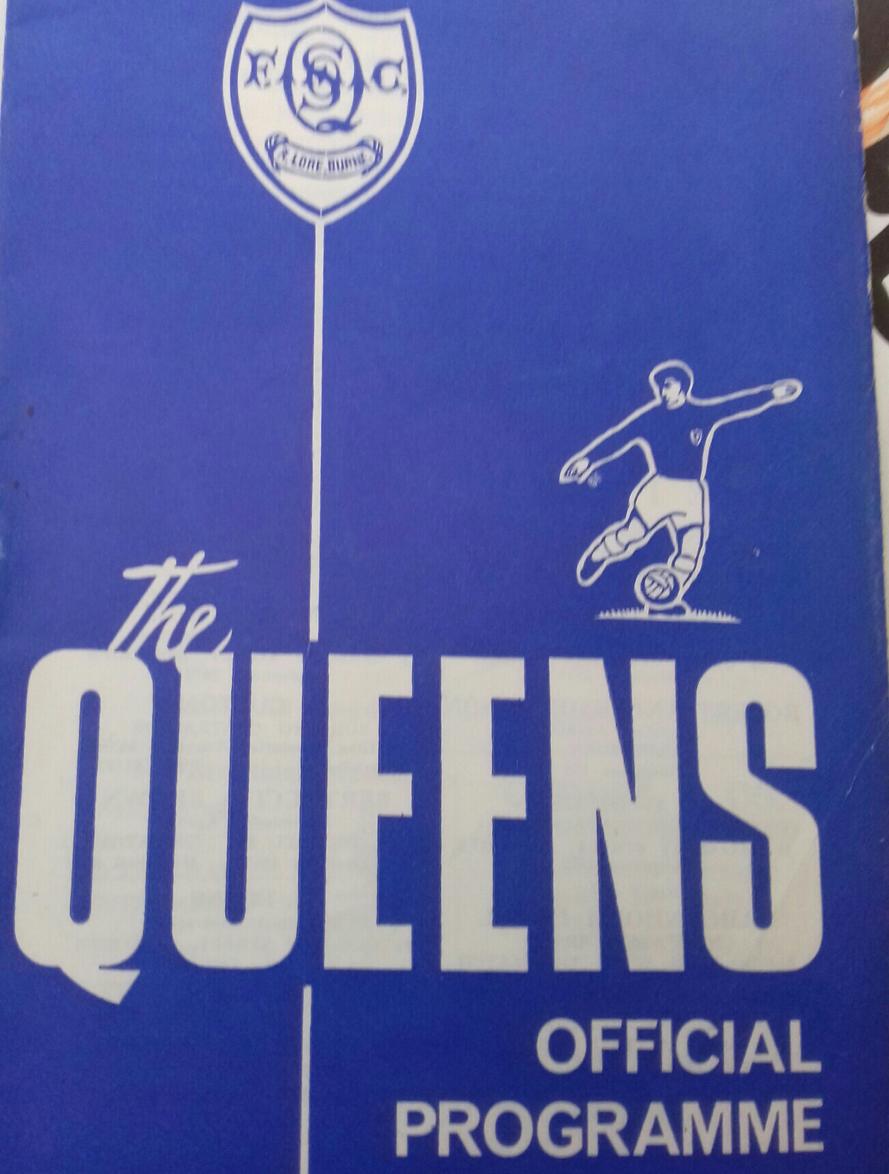 F. C.
A LORE BURNE
the
QUEENS
OFFICIAL
PROGRAMME